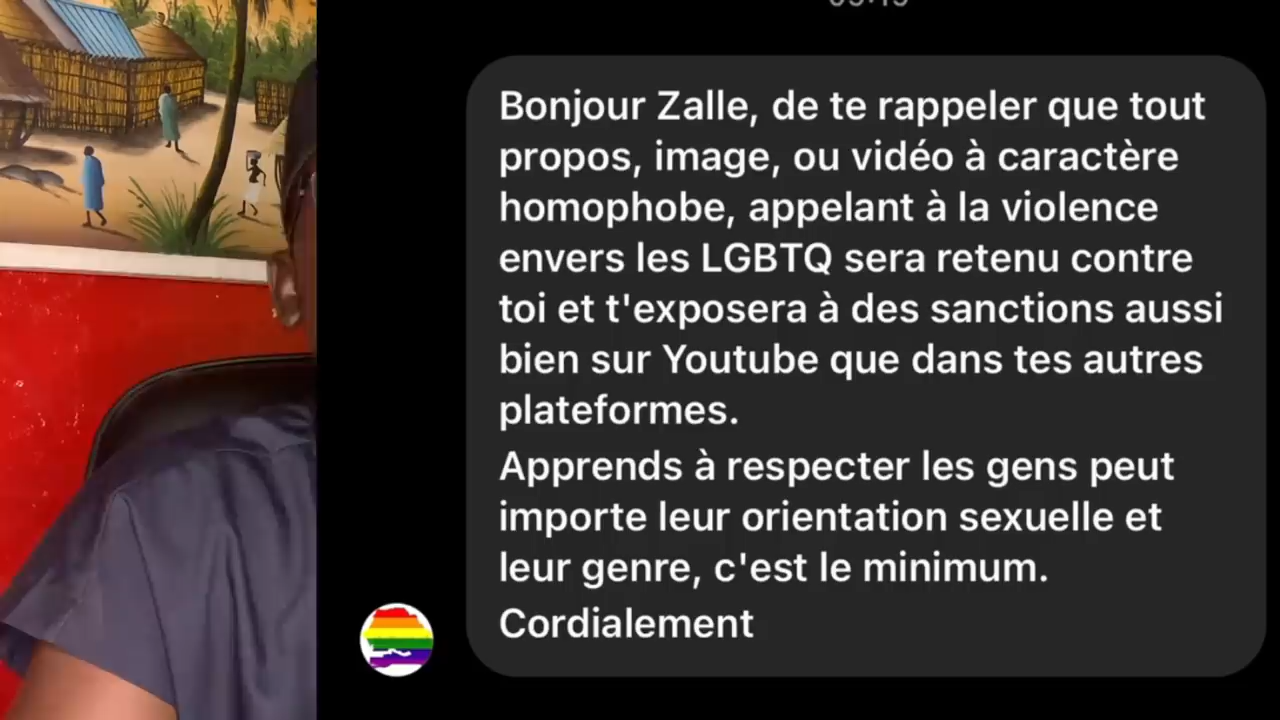 Bonjour Zalle, de te rappeler que tout
propos, image, ou vidéo à caractère
homophobe, appelant à la violence
envers les LGBTQ sera retenu contre
toi et t'exposera à des sanctions aussi
bien sur Youtube que dans tes autres
plateformes.
Apprends à respecter les gens peut
importe leur orientation sexuelle et
leur genre, c'est le minimum.
Cordialement